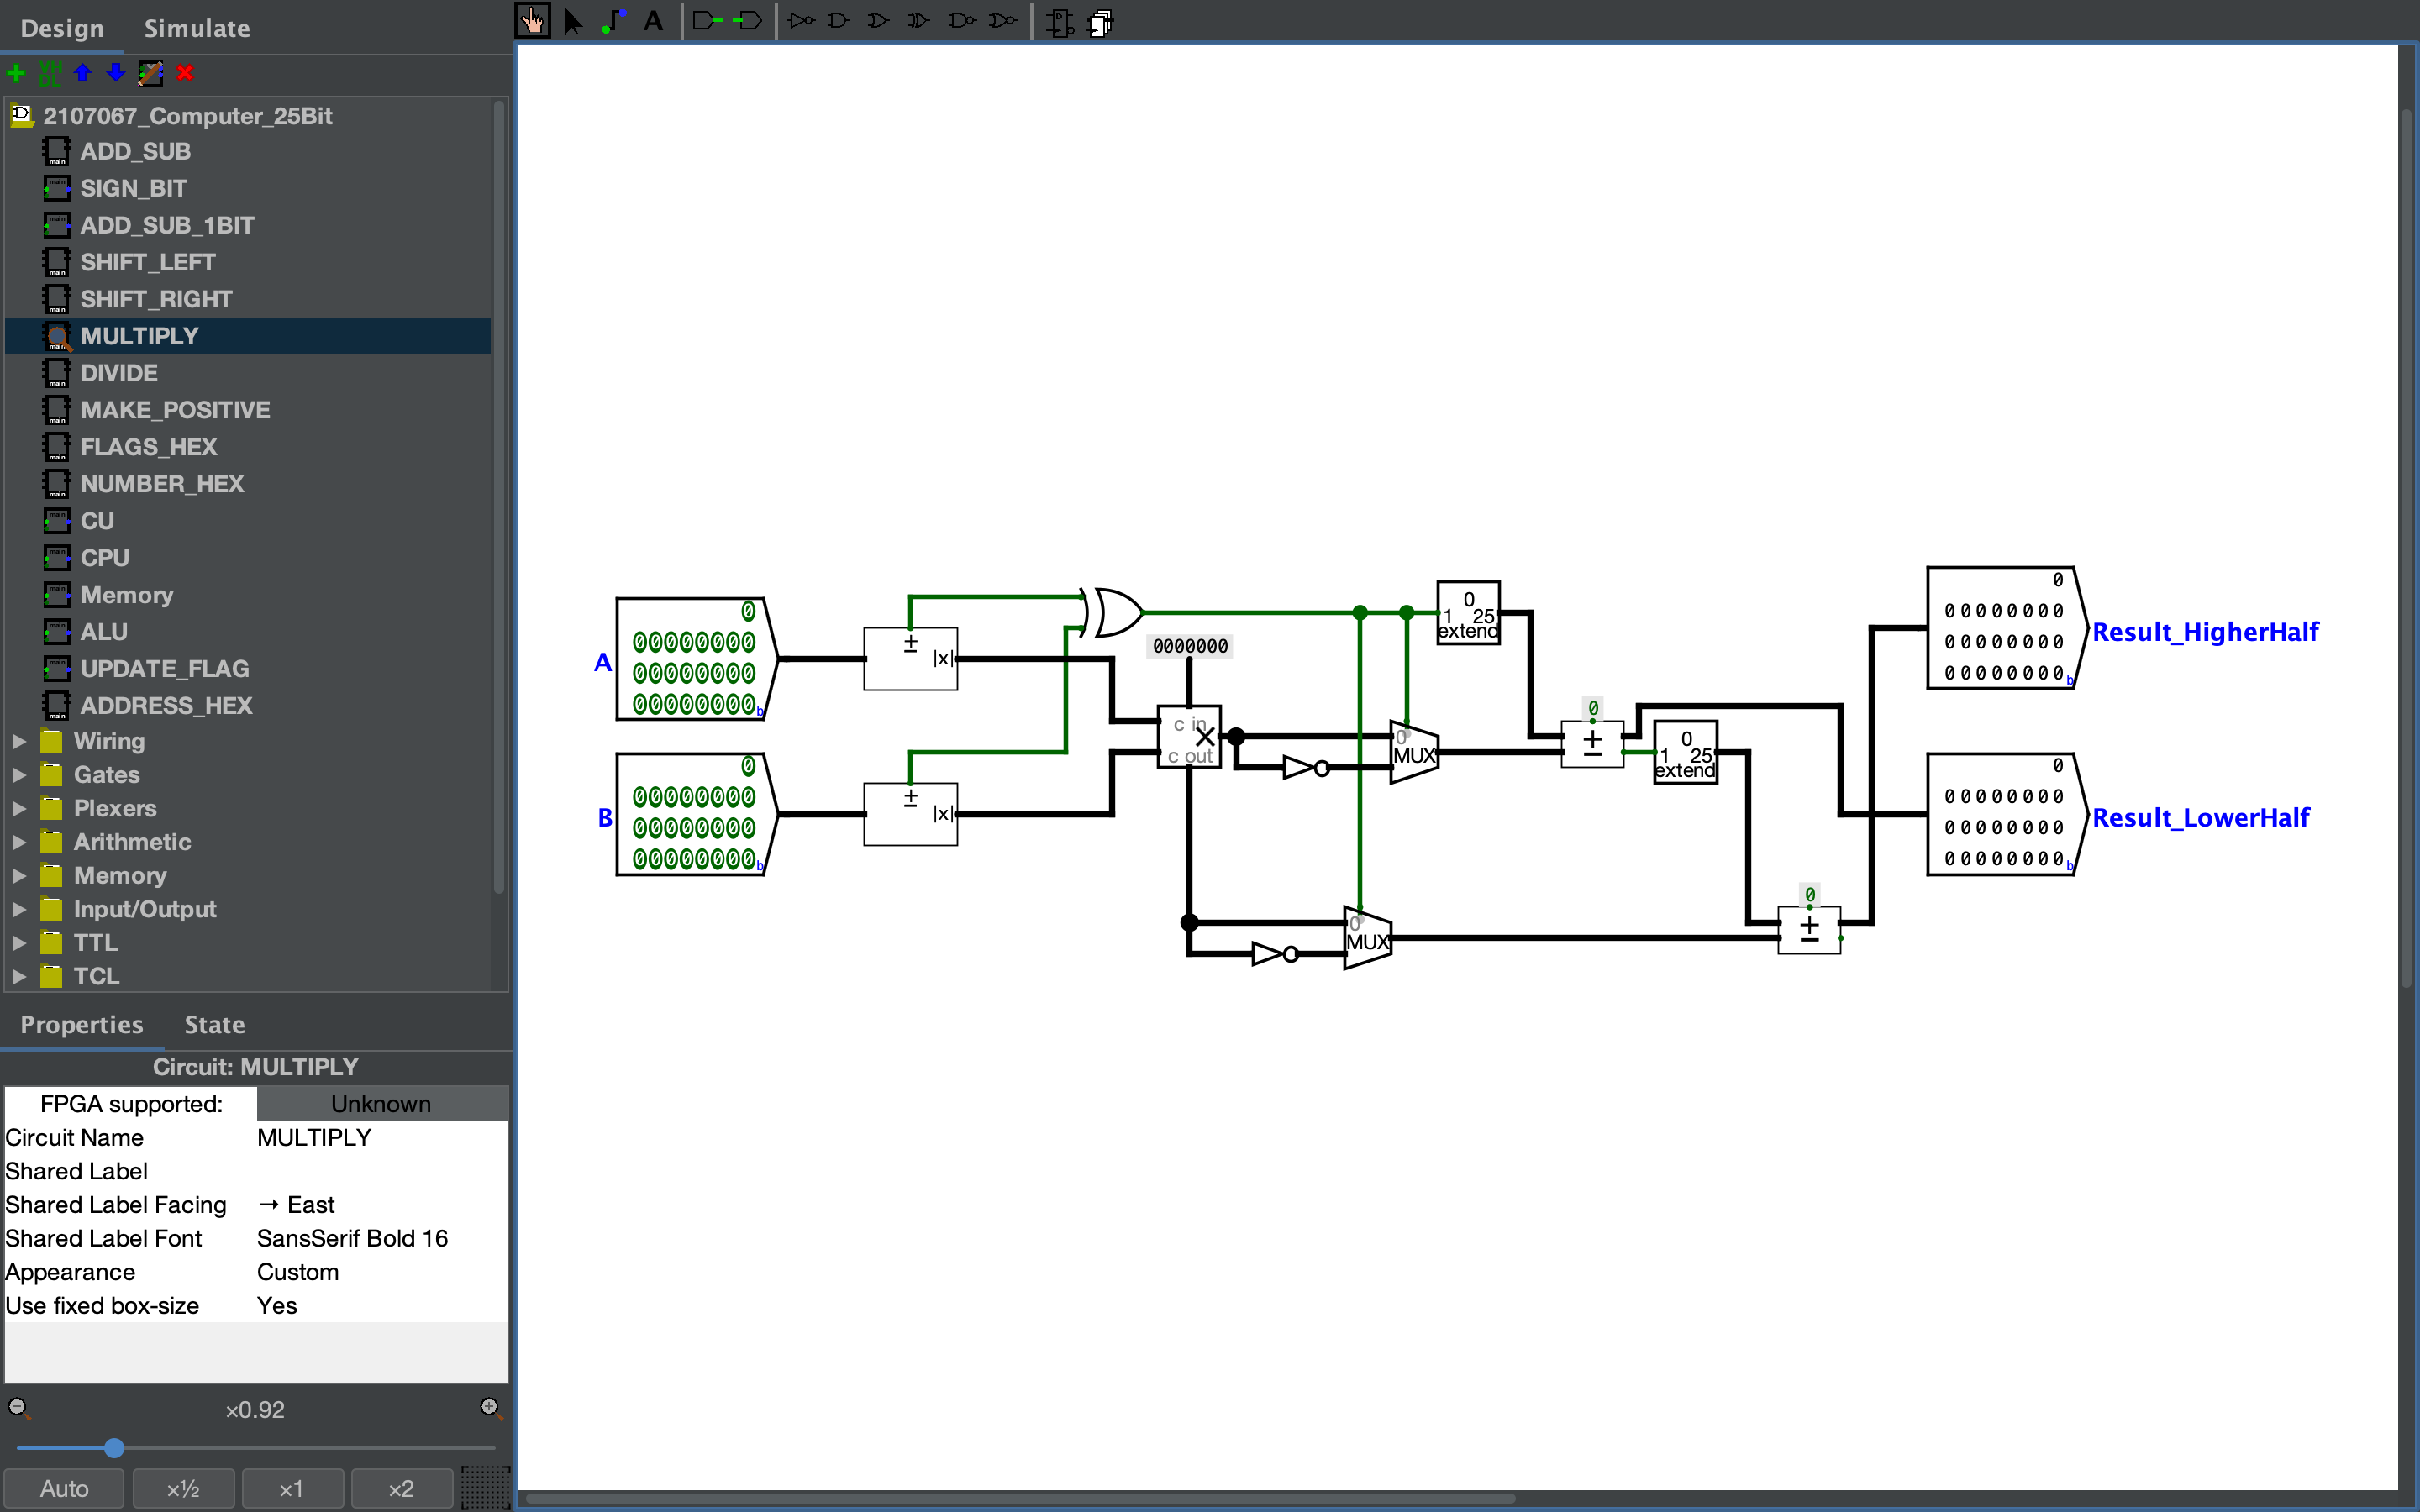 Design Simulate
VH
DL
2107067_Computer_25Bit
ADD_SUB
SIGN_BIT
ADD_SUB_1BIT
SHIFT_LEFT
SHIFT_RIGHT
MULTIPLY
DIVIDE
MAKE_POSITIVE
FLAGS_HEX
NUMBER_HEX
CU
CPU
Memory
ALU
UPDATE_FLAG
ADDRESS_HEX
Wiring
Gates
Plexers
Arithmetic
Memory
Input/Output
TTL
TCL
Properties State
Circuit: MULTIPLY
FPGA supported: Unknown
Circuit Name MULTIPLY
Shared Label
Shared Label Facing → East
Shared Label Font SansSerif Bold 16
Appearance Custom
Use fixed box-size Yes
×0.92
Auto ×½ ×1 ×2
A
A
0
00000000
00000000
00000000 b
B
0
00000000
00000000
00000000 b
± |x|
± |x|
0000000
c in
×
c out
0
MUX
0
MUX
0
1 25
extend
0
±
0
1 25
extend
0
±
0
00000000
00000000
00000000 b
Result_HigherHalf
0
00000000
00000000
00000000 b
Result_LowerHalf